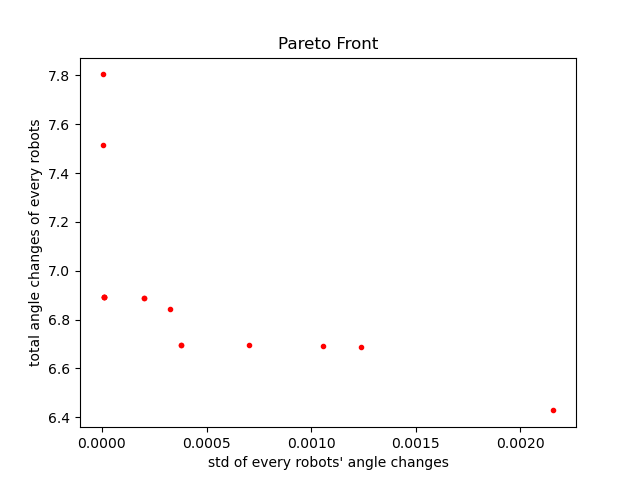 Pareto Front
total angle changes of every robots
7.8
7.6
7.4
7.2
7.0
6.8
6.6
6.4
0.0000 0.0005 0.0010 0.0015 0.0020
std of every robots' angle changes